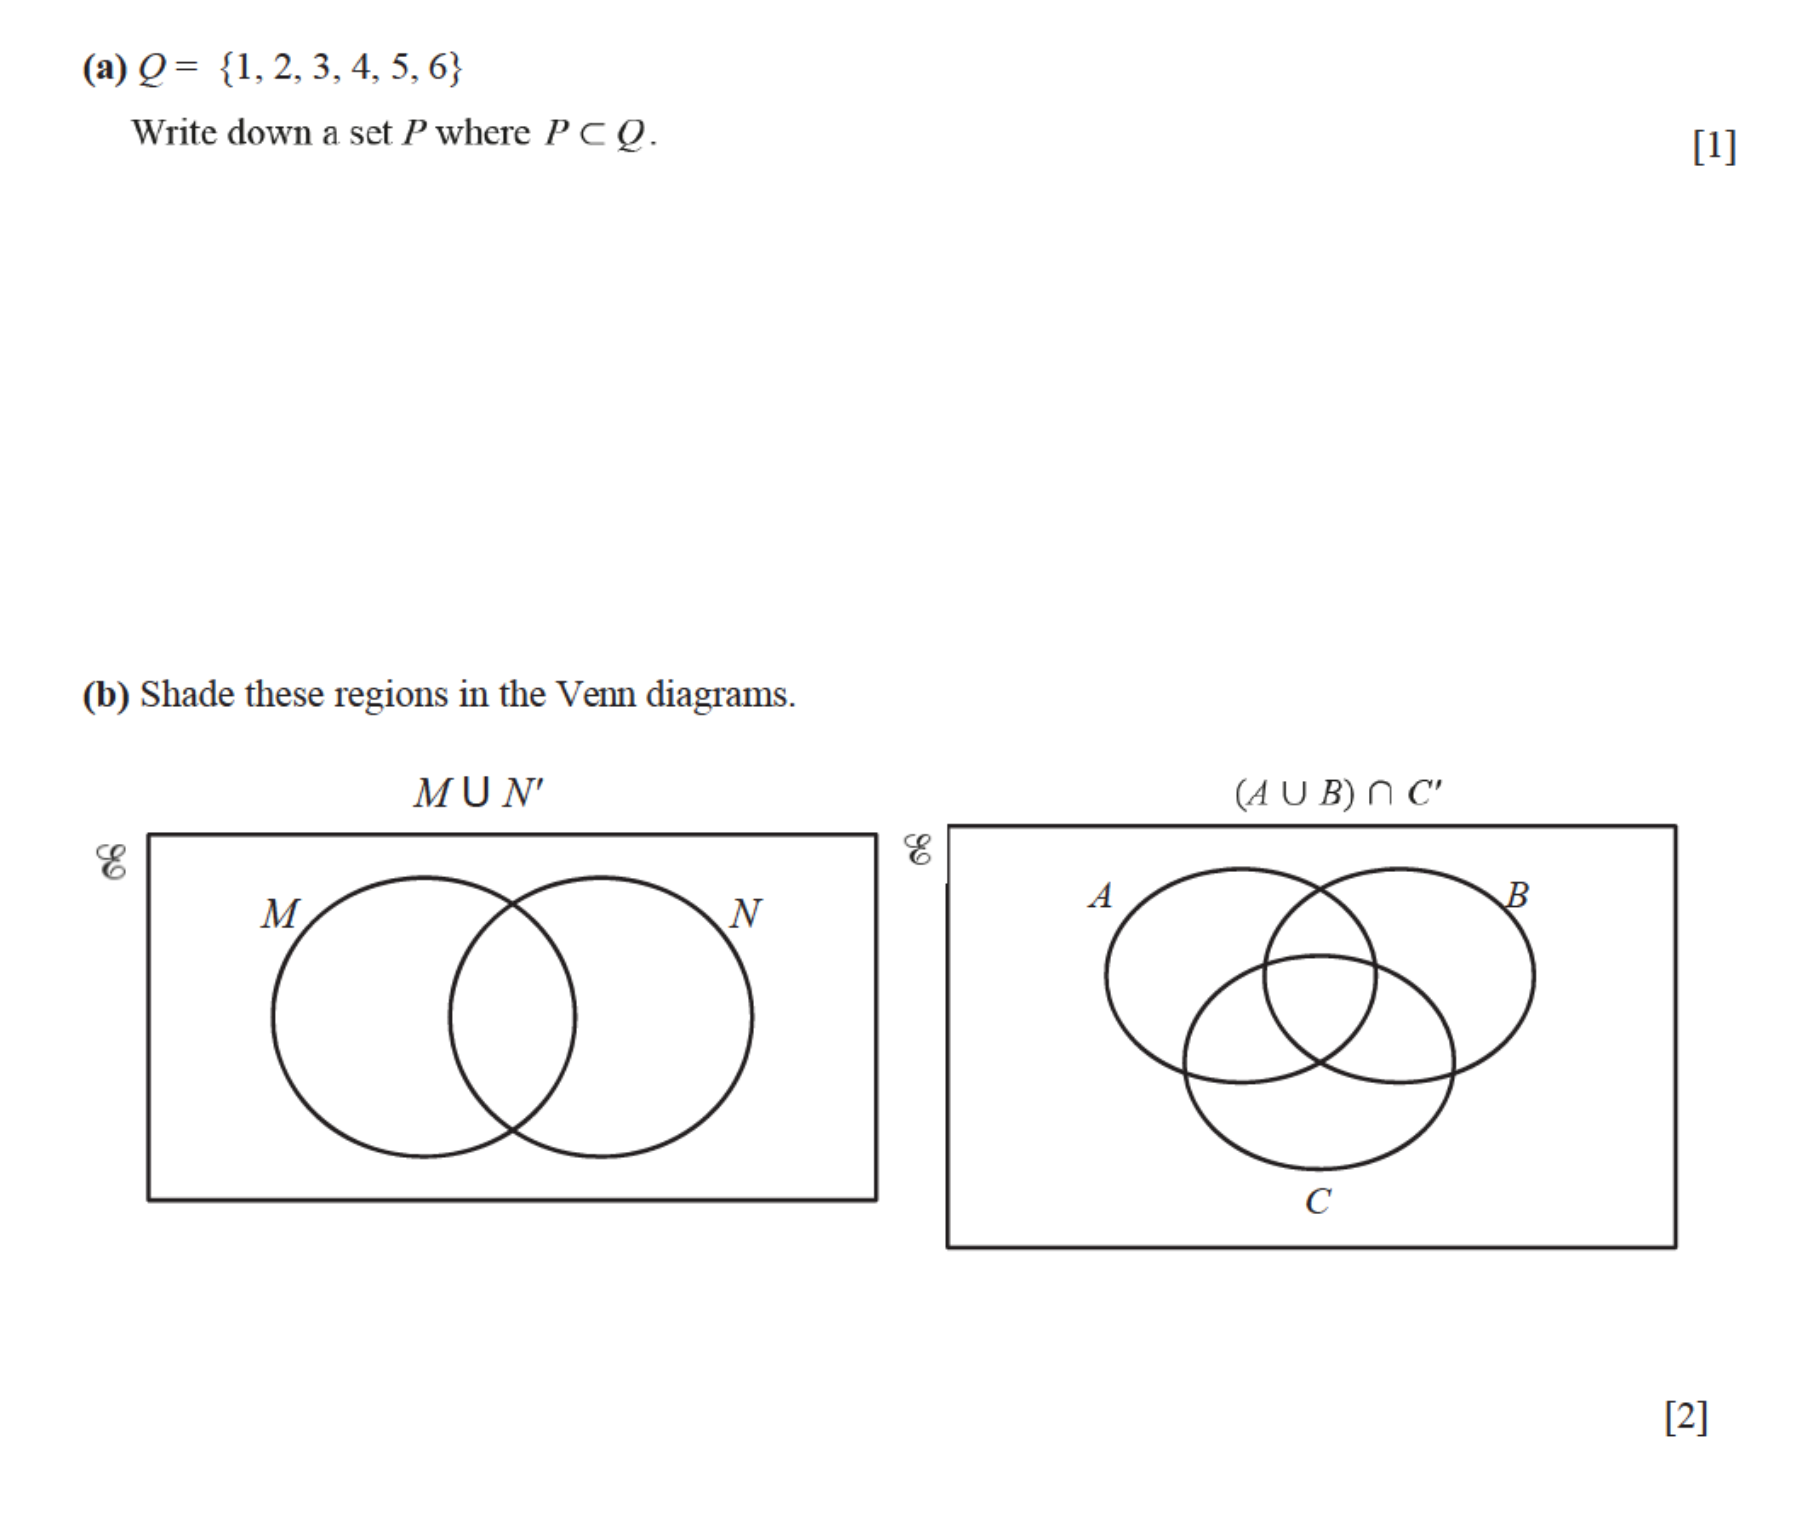 (a) Q = {1, 2, 3, 4, 5, 6}
Write down a set P where P ⊂ Q.
[1]
(b) Shade these regions in the Venn diagrams.
M ∪ N′
(A ∪ B) ∩ C′
ℰ
M
N
ℰ
A
B
C
[2]